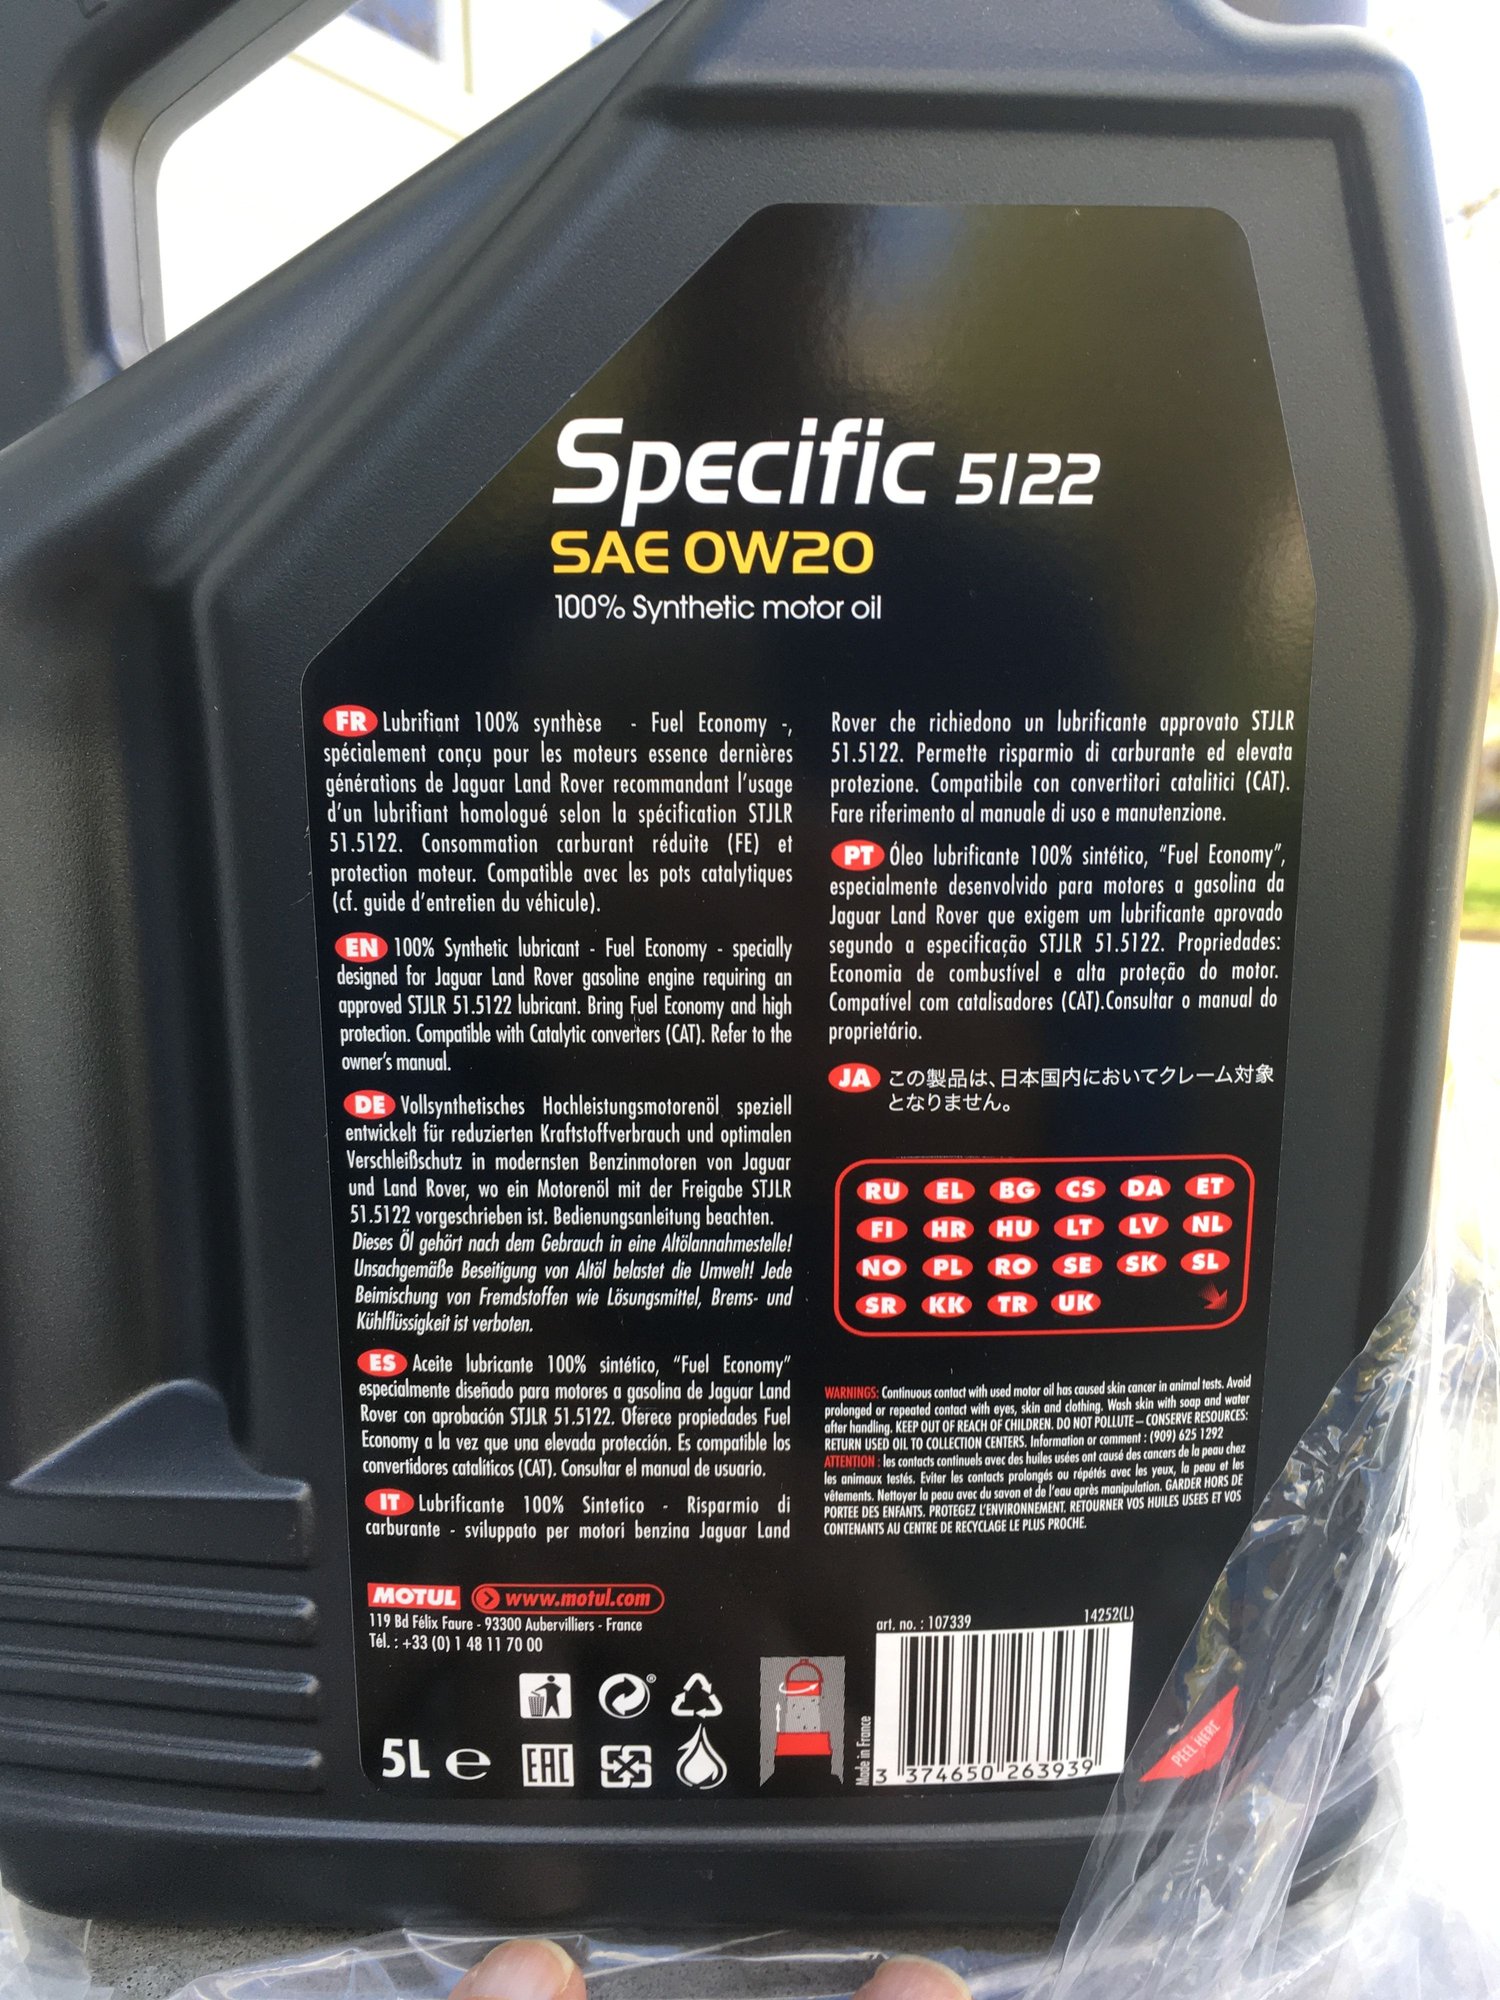 Specific 5122
SAE 0W20
100% Synthetic motor oil
FR Lubrifiant 100% synthèse - Fuel Economy -,
spécialement conçu pour les moteurs essence dernières
générations de Jaguar Land Rover recommandant l'usage
d'un lubrifiant homologué selon la spécification STJLR
51.5122. Consommation carburant réduite (FE) et
protection moteur. Compatible avec les pots catalytiques
(cf. guide d'entretien du véhicule).
EN 100% Synthetic lubricant - Fuel Economy - specially
designed for Jaguar Land Rover gasoline engine requiring an
approved STJLR 51.5122 lubricant. Bring Fuel Economy and high
protection. Compatible with Catalytic converters (CAT). Refer to the
owner's manual.
DE Vollsynthetisches Hochleistungsmotorenöl speziell
entwickelt für reduzierten Kraftstoffverbrauch und optimalen
Verschleißschutz in modernsten Benzinmotoren von Jaguar
und Land Rover, wo ein Motorenöl mit der Freigabe STJLR
51.5122 vorgeschrieben ist. Bedienungsanleitung beachten.
Dieses Öl gehört nach dem Gebrauch in eine Altölannahmestelle!
Unsachgemäße Beseitigung von Altöl belastet die Umwelt! Jede
Beimischung von Fremdstoffen wie Lösungsmittel, Brems- und
Kühlflüssigkeit ist verboten.
ES Aceite lubricante 100% sintético, "Fuel Economy"
especialmente diseñado para motores a gasolina de Jaguar Land
Rover con aprobación STJLR 51.5122. Oferece propiedades Fuel
Economy a la vez que una elevada protección. Es compatible los
convertidores catalíticos (CAT). Consultar el manual de usuario.
IT Lubrificante 100% Sintetico - Risparmio di
carburante - sviluppato per motori benzina Jaguar Land
Rover che richiedono un lubrificante approvato STJLR
51.5122. Permette risparmio di carburante ed elevata
protezione. Compatibile con convertitori catalitici (CAT).
Fare riferimento al manuale di uso e manutenzione.
PT Óleo lubrificante 100% sintético, "Fuel Economy",
especialmente desenvolvido para motores a gasolina da
Jaguar Land Rover que exigem um lubrificante aprovado
segundo a especificação STJLR 51.5122. Propriedades:
Economia de combustível e alta proteção do motor.
Compatível com catalisadores (CAT).Consultar o manual do
proprietário.
JA この製品は、日本国内においてクレーム対象
となりません。
RU EL BG CS DA ET
FI HR HU LT LV NL
NO PL RO SE SK SL
SR KK TR UK
WARNINGS: Continuous contact with used motor oil has caused skin cancer in animal tests. Avoid
prolonged or repeated contact with eyes, skin and clothing. Wash skin with soap and water
after handling. KEEP OUT OF REACH OF CHILDREN. DO NOT POLLUTE – CONSERVE RESOURCES:
RETURN USED OIL TO COLLECTION CENTERS. Information or comment : (909) 625 1292
ATTENTION : les contacts continuels avec des huiles usées ont causé des cancers de la peau chez
les animaux testés. Eviter les contacts prolongés ou répétés avec les yeux, la peau et les
vêtements. Nettoyer la peau avec du savon et de l'eau après manipulation. GARDER HORS DE
PORTEE DES ENFANTS. PROTEGEZ L'ENVIRONNEMENT. RETOURNER VOS HUILES USEES ET VOS
CONTENANTS AU CENTRE DE RECYCLAGE LE PLUS PROCHE.
MOTUL www.motul.com
119 Bd Félix Faure - 93300 Aubervilliers - France
Tél. : +33 (0) 1 48 11 70 00
5L e EAC
art. no. : 107339 14252(L)
Made in France
3 374650 263939
PEEL HERE